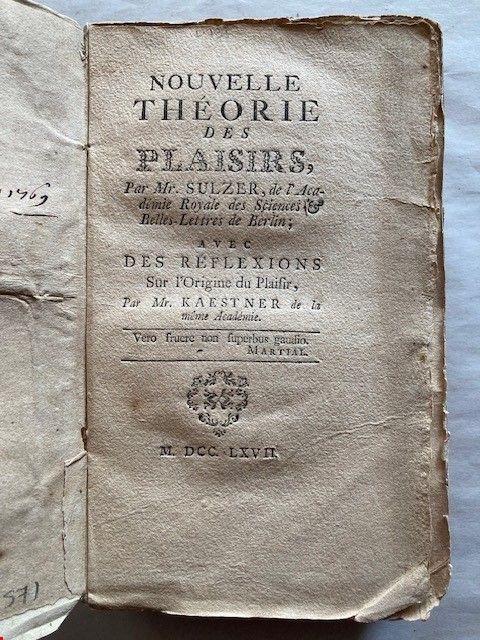 NOUVELLE
THÉORIE
DES
PLAISIRS,
Par Mr. SULZER, de l'Aca-
démie Royale des Sciences &
Belles-Lettres de Berlin;
AVEC
DES RÉFLEXIONS
Sur l'Origine du Plaisir,
Par Mr. KAESTNER de la
même Académie.
Vero fruere non superbus gaudio.
MARTIAL.
M. DCC. LXVII.
1769
571